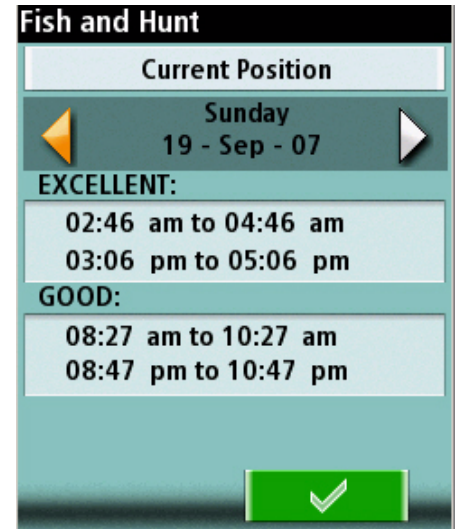 Fish and Hunt
Current Position
Sunday
19 - Sep - 07
EXCELLENT:
02:46 am to 04:46 am
03:06 pm to 05:06 pm
GOOD:
08:27 am to 10:27 am
08:47 pm to 10:47 pm